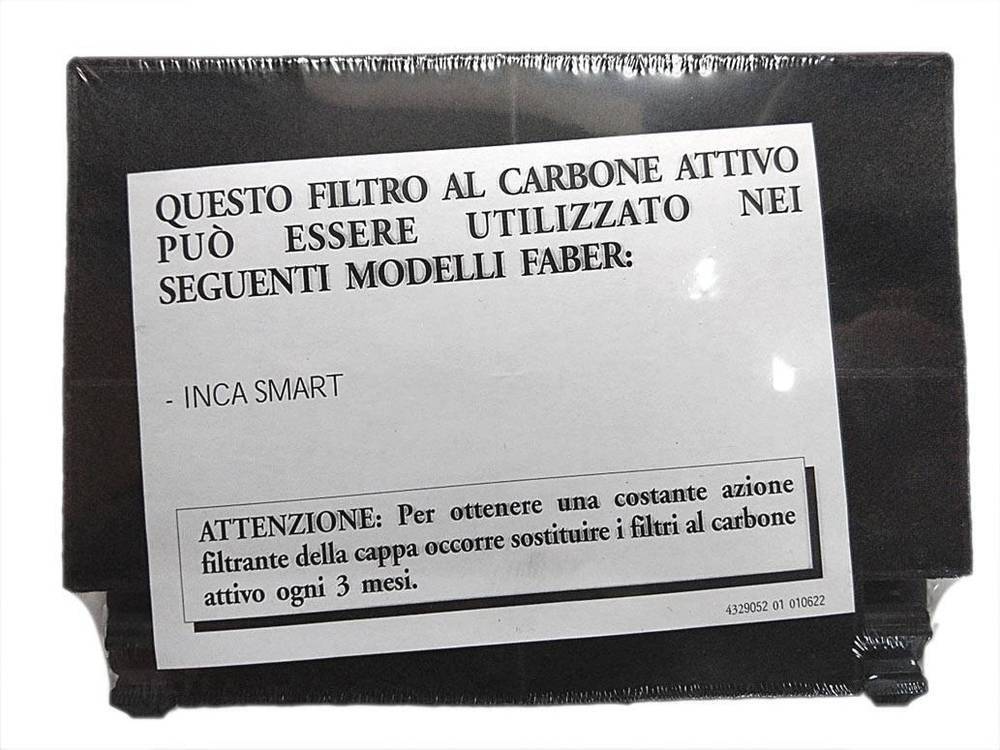 QUESTO FILTRO AL CARBONE ATTIVO
PUÒ ESSERE UTILIZZATO NEI
SEGUENTI MODELLI FABER:
- INCA SMART
ATTENZIONE: Per ottenere una costante azione
filtrante della cappa occorre sostituire i filtri al carbone
attivo ogni 3 mesi.
4329052 01 010622